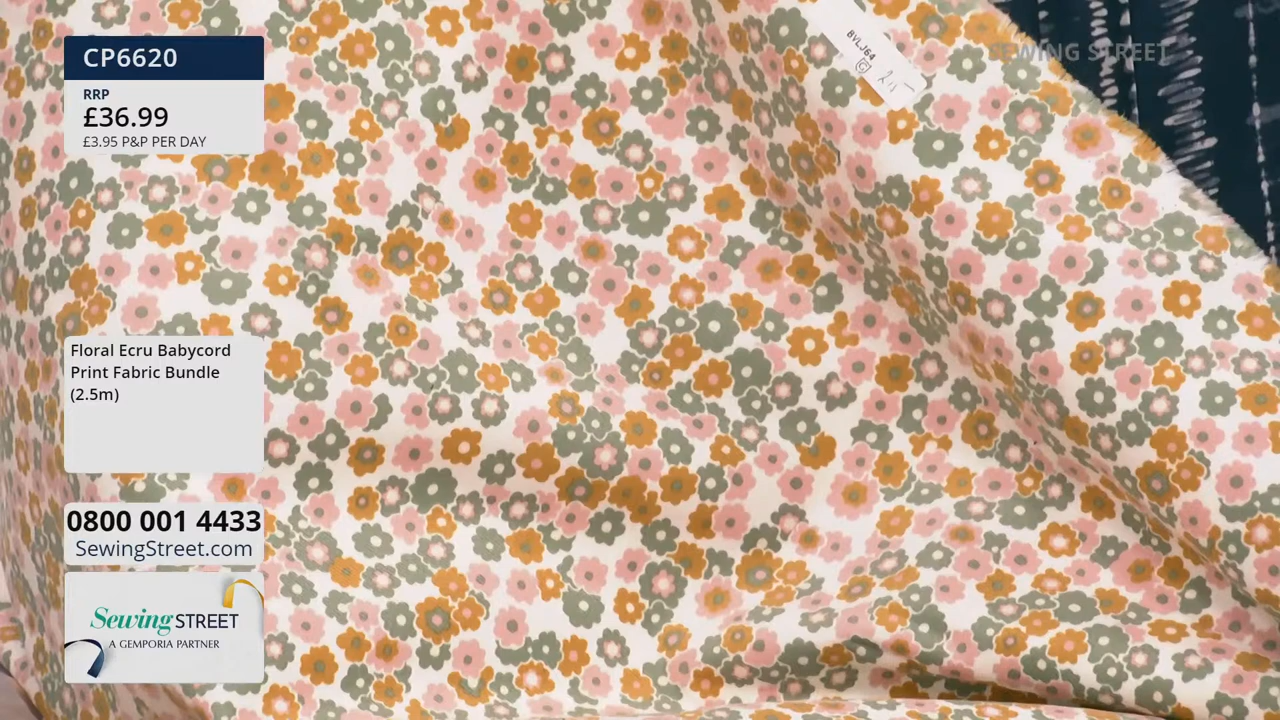 CP6620
RRP
£36.99
£3.95 P&P PER DAY
Floral Ecru Babycord
Print Fabric Bundle
(2.5m)
0800 001 4433
SewingStreet.com
Sewing STREET
A GEMPORIA PARTNER
SEWING STREET
BVLJ64